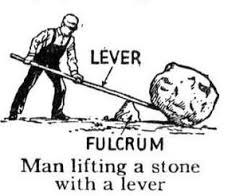 LEVER
FULCRUM
Man lifting a stone
with a lever